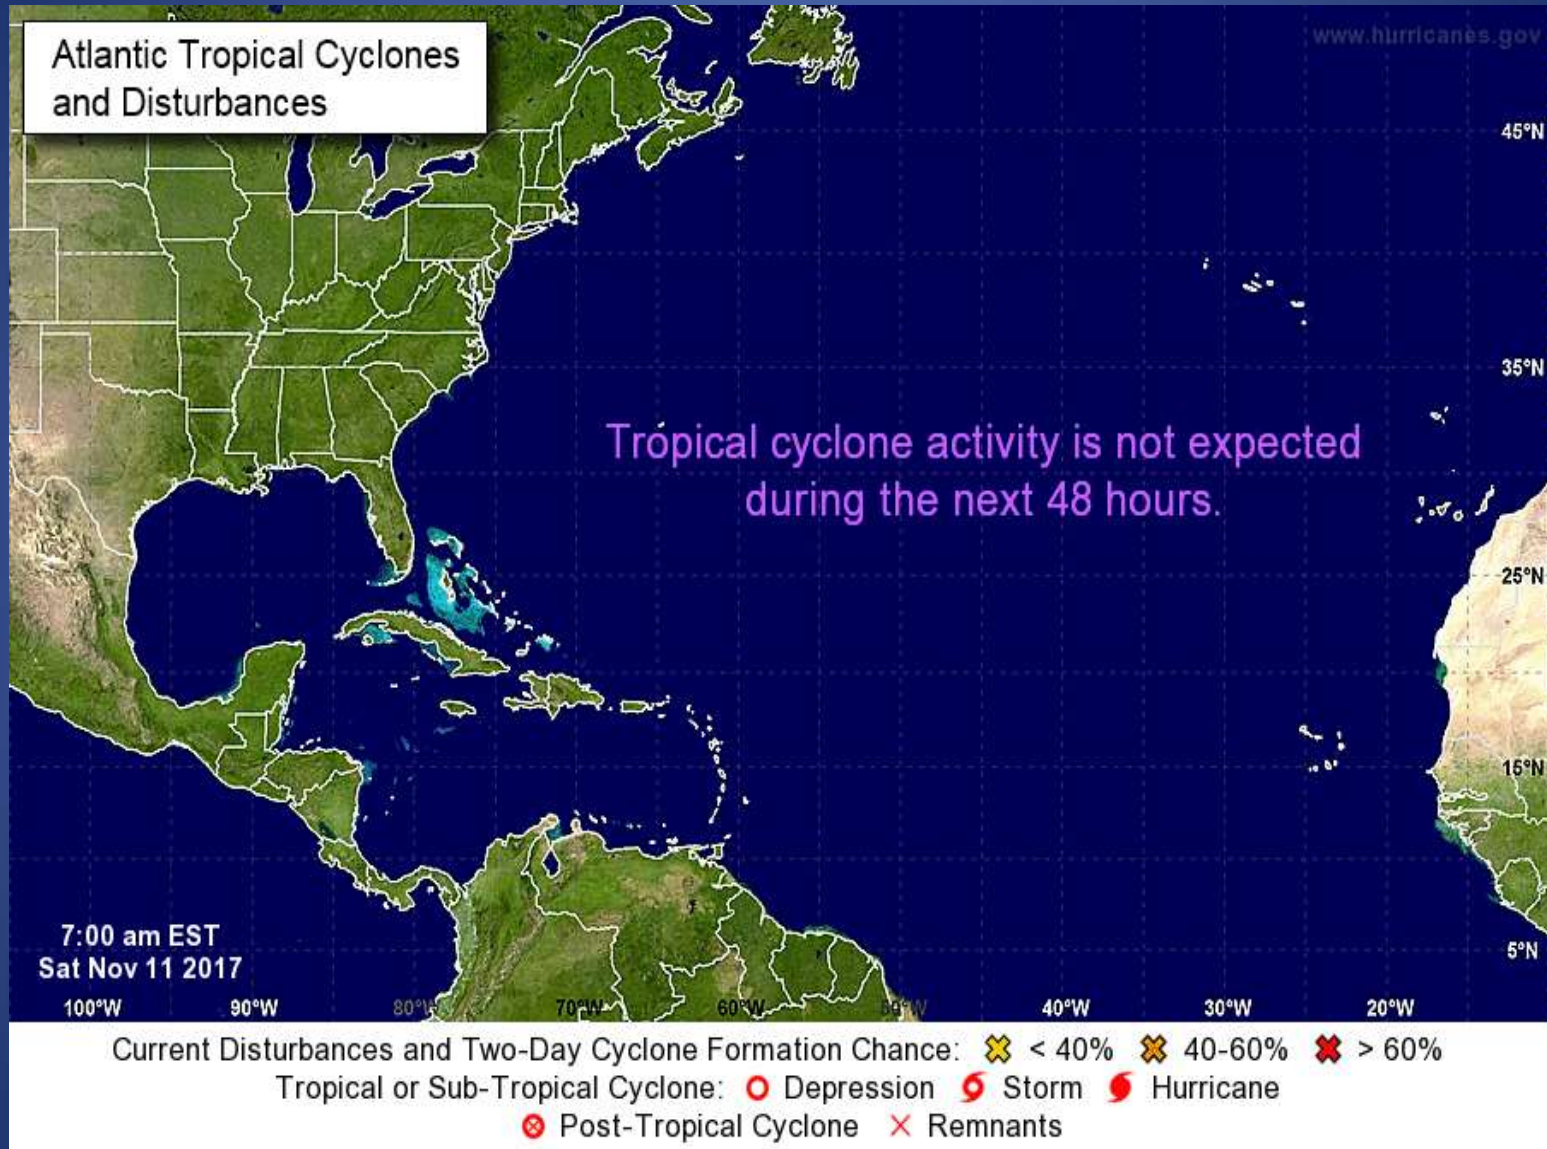 Atlantic Tropical Cyclones
and Disturbances
www.hurricanes.gov
45°N
35°N
Tropical cyclone activity is not expected
during the next 48 hours.
25°N
15°N
7:00 am EST
Sat Nov 11 2017
5°N
100°W 90°W 80°W 70°W 60°W 50°W 40°W 30°W 20°W
Current Disturbances and Two-Day Cyclone Formation Chance: < 40% 40-60% > 60%
Tropical or Sub-Tropical Cyclone: Depression Storm Hurricane
Post-Tropical Cyclone Remnants